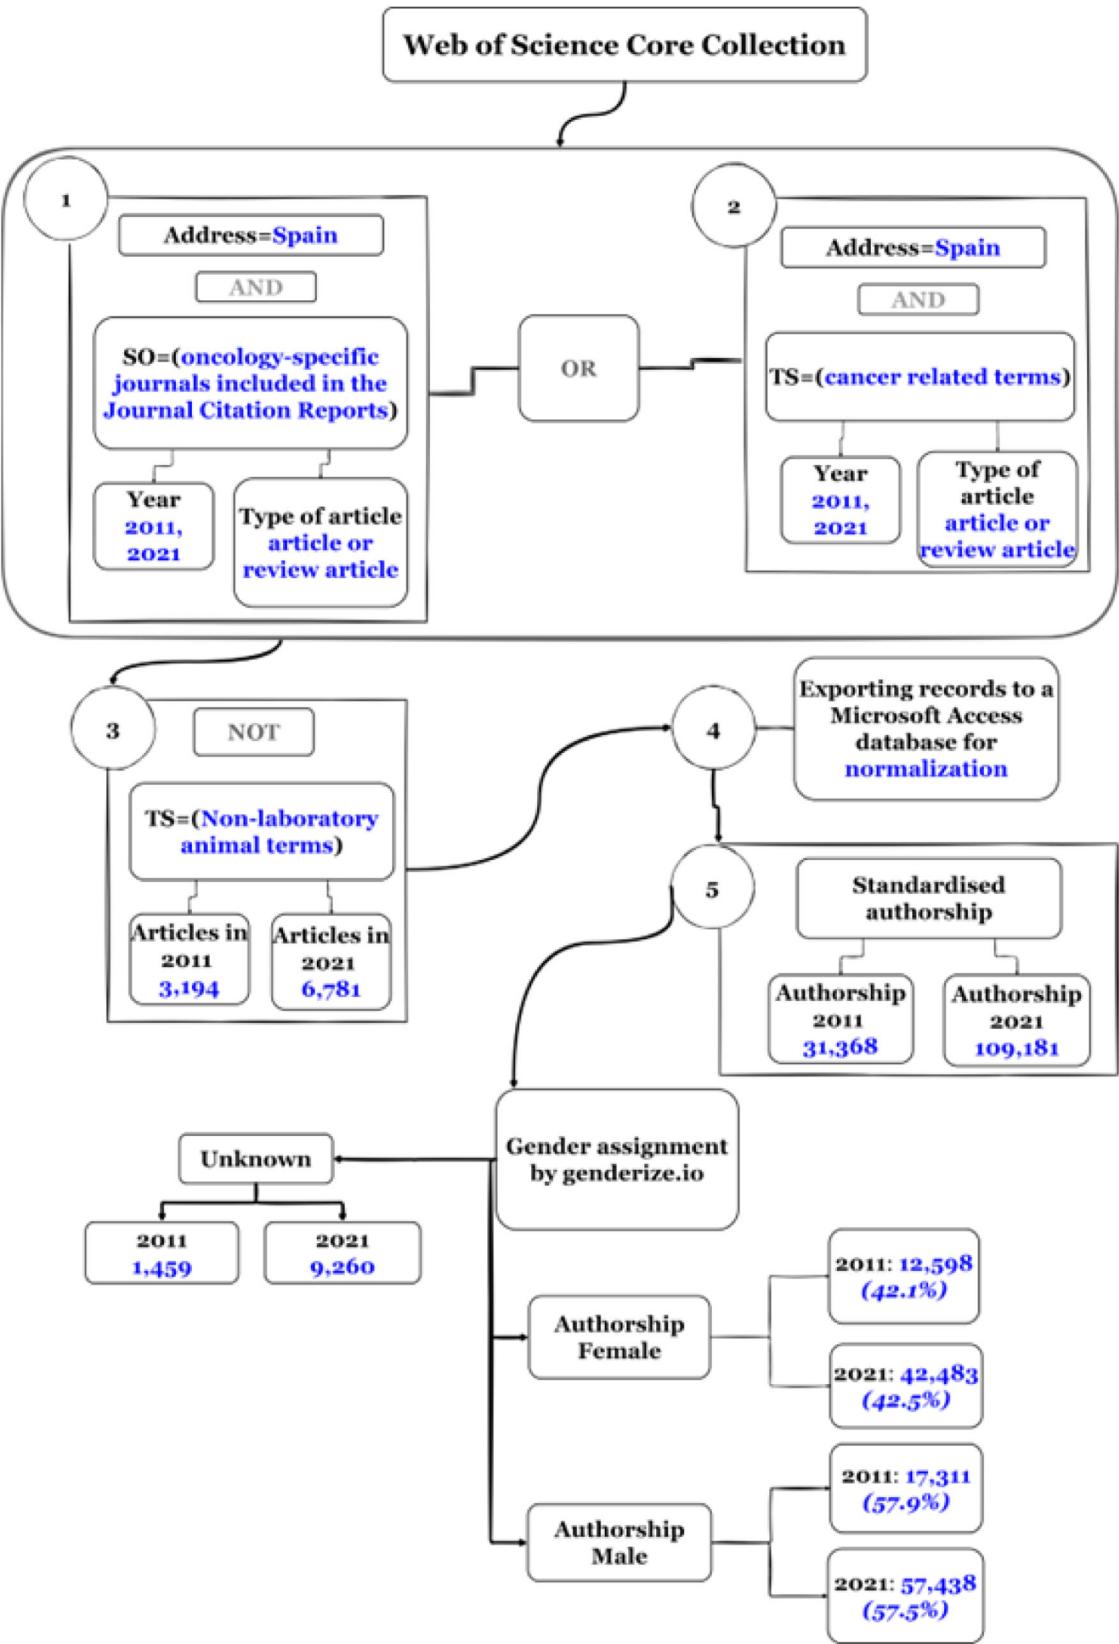 Web of Science Core Collection
1
Address=Spain
AND
SO=(oncology-specific
journals included in the
Journal Citation Reports)
Year
2011,
2021
Type of article
article or
review article
OR
2
Address=Spain
AND
TS=(cancer related terms)
Year
2011,
2021
Type of
article
article or
review article
3
NOT
TS=(Non-laboratory
animal terms)
Articles in
2011
3,194
Articles in
2021
6,781
4
Exporting records to a
Microsoft Access
database for
normalization
5
Standardised
authorship
Authorship
2011
31,368
Authorship
2021
109,181
Gender assignment
by genderize.io
Unknown
2011
1,459
2021
9,260
Authorship
Female
2011: 12,598
(42.1%)
2021: 42,483
(42.5%)
Authorship
Male
2011: 17,311
(57.9%)
2021: 57,438
(57.5%)